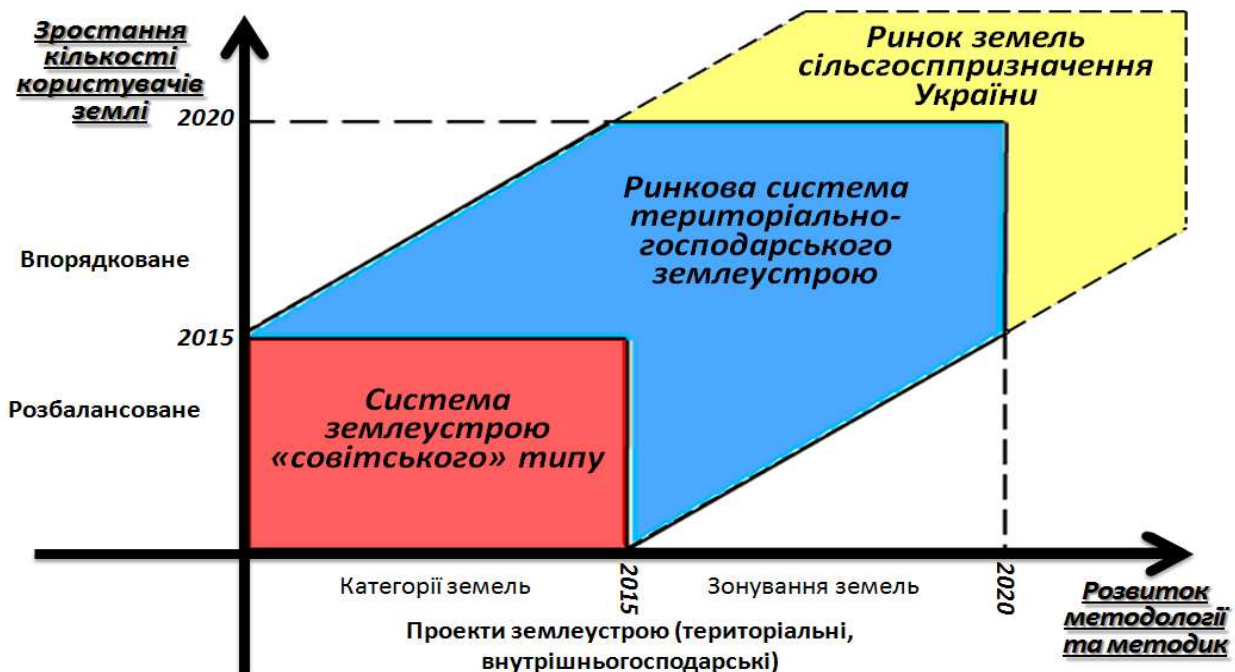 Зростання
кількості
користувачів
землі
Ринок земель
сільсгосппризначення
України
2020
Ринкова система
територіально-
господарського
землеустрою
Впорядковане
2015
Розбалансоване
Система
землеустрою
«совітського» типу
Категорії земель
2015
Зонування земель
2020
Розвиток
методології
та методик
Проекти землеустрою (територіальні,
внутрішньогосподарські)